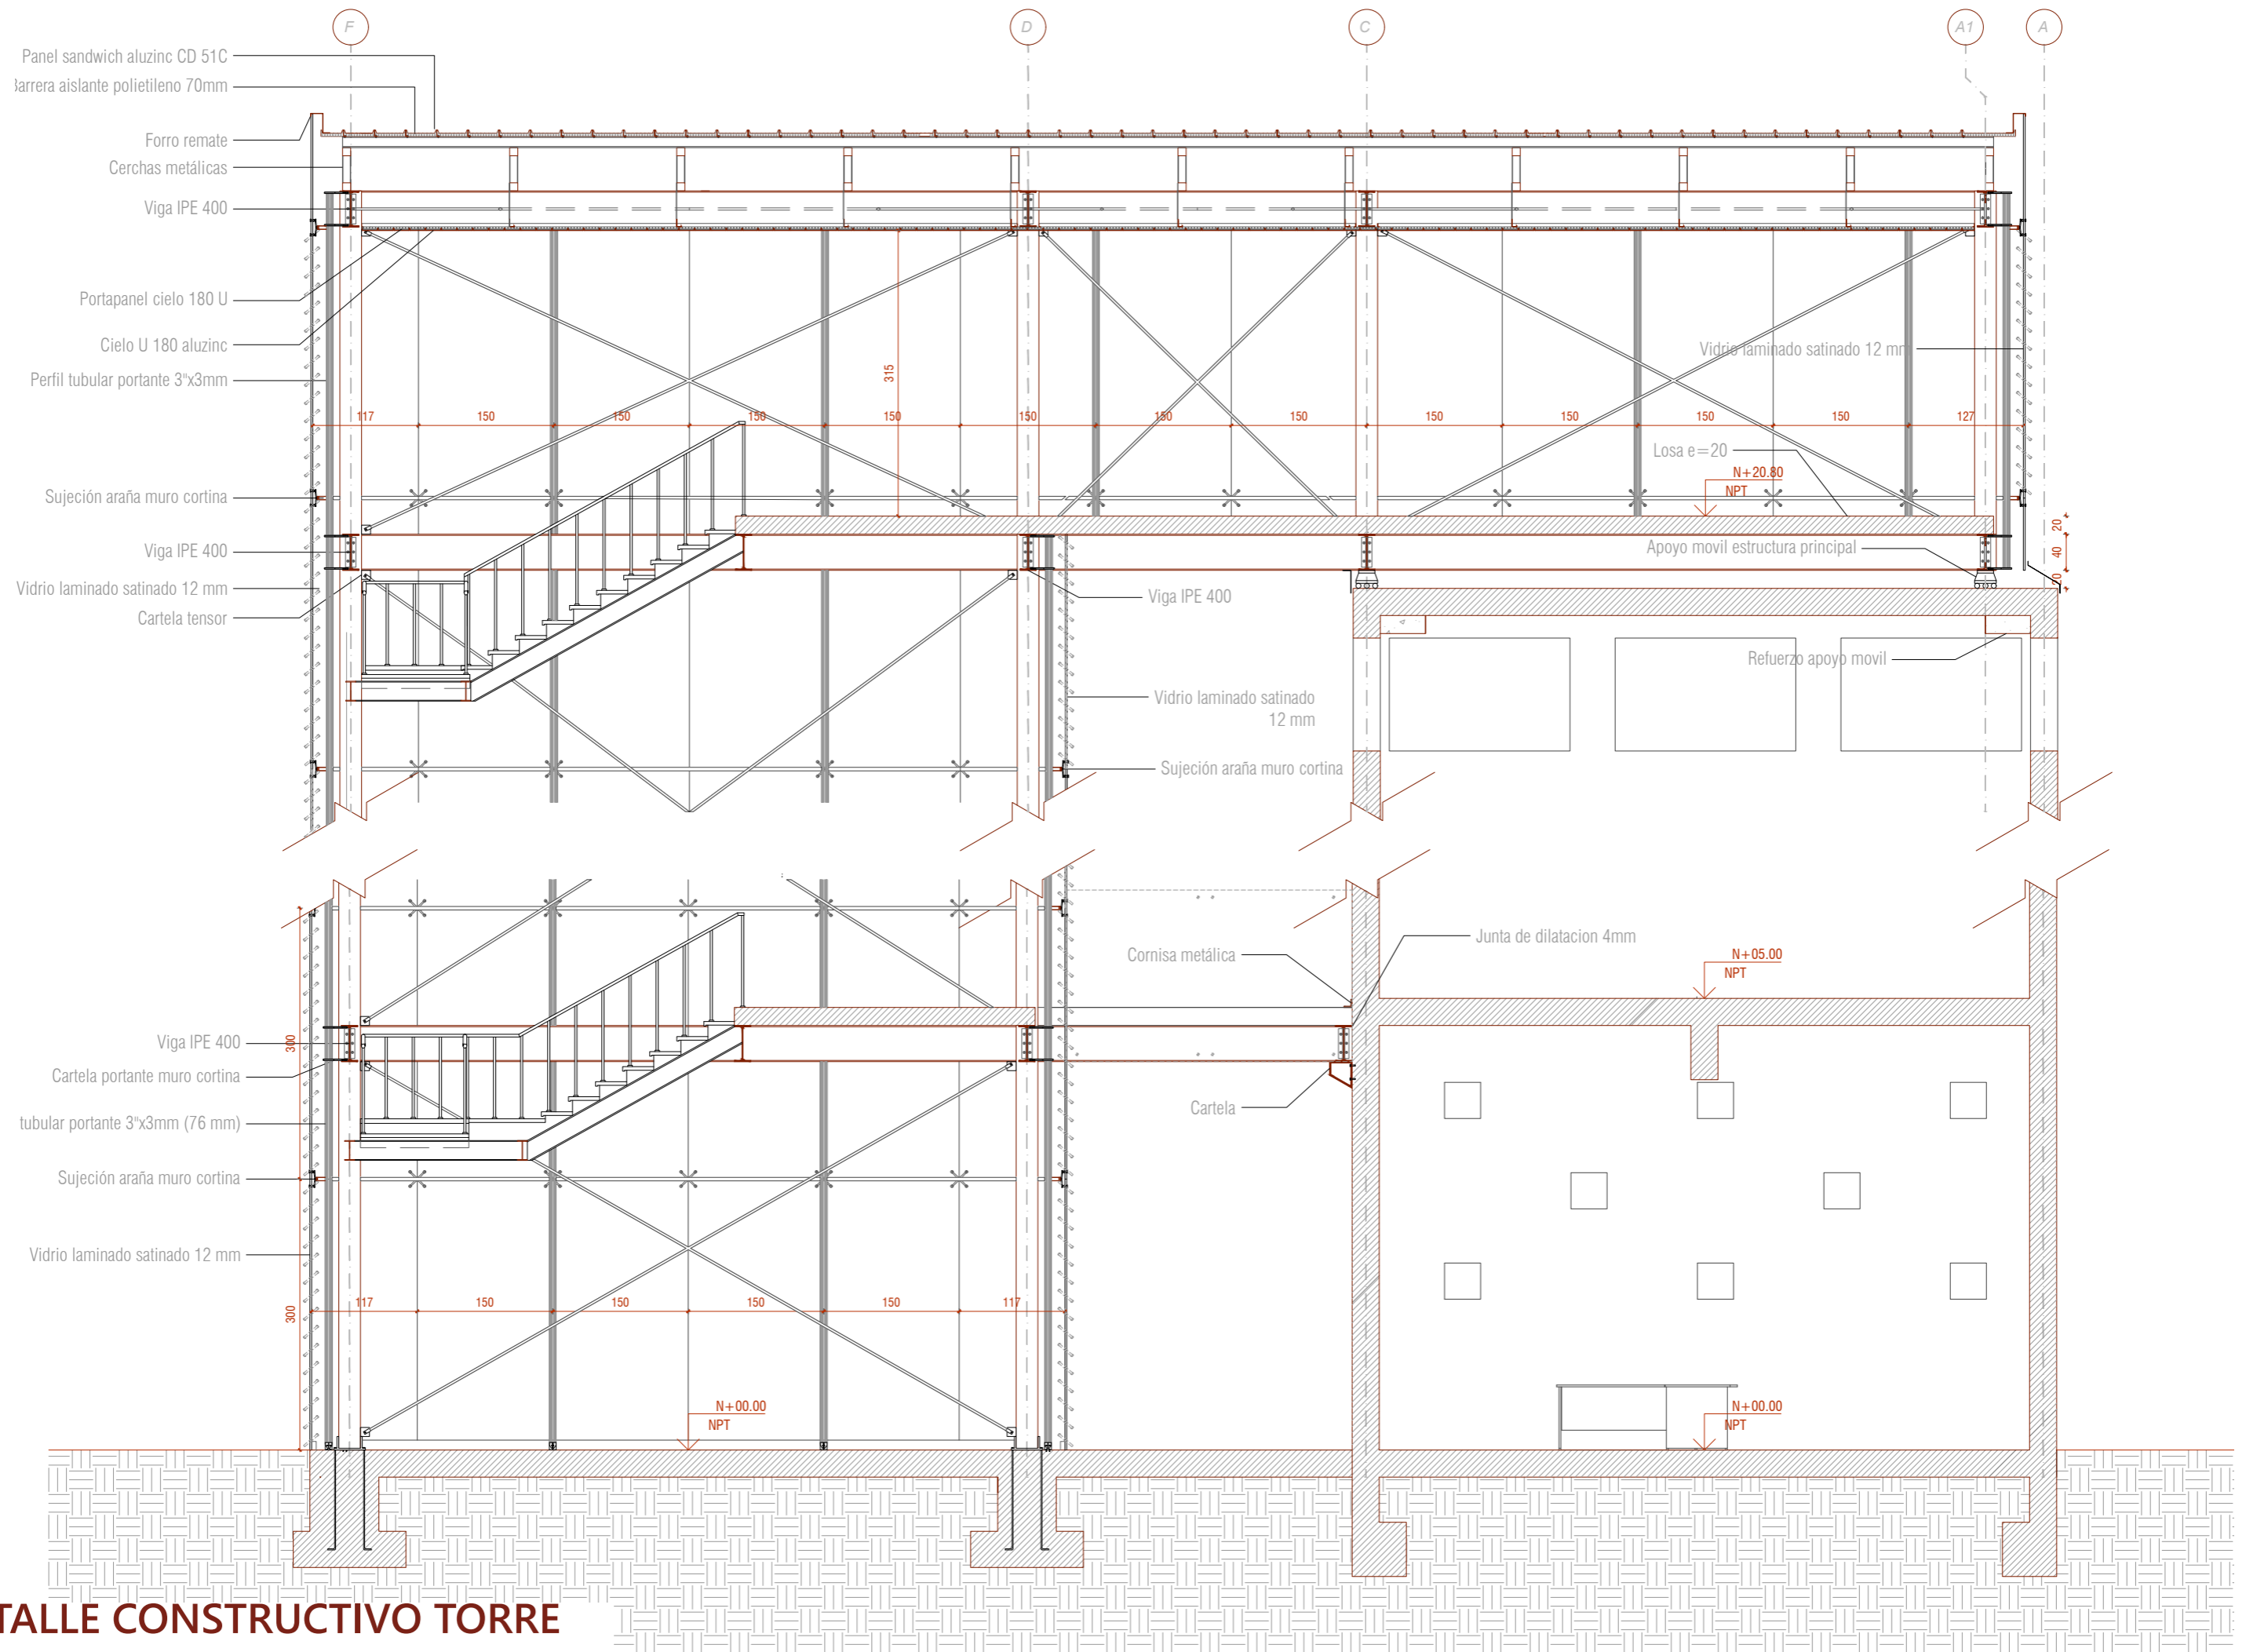 F
D
C
A1
A
Panel sandwich aluzinc CD 51C
Barrera aislante polietileno 70mm
Forro remate
Cerchas metálicas
Viga IPE 400
Portapanel cielo 180 U
Cielo U 180 aluzinc
Vidrio laminado satinado 12 mm
Perfil tubular portante 3"x3mm
315
117
150
150
150
150
150
150
150
150
150
150
150
127
Losa e=20
N+20.80
NPT
Sujeción araña muro cortina
Viga IPE 400
Apoyo movil estructura principal
20
40
20
Vidrio laminado satinado 12 mm
Viga IPE 400
Cartela tensor
Refuerzo apoyo movil
Vidrio laminado satinado
12 mm
Sujeción araña muro cortina
Junta de dilatacion 4mm
Cornisa metálica
N+05.00
NPT
Viga IPE 400
300
Cartela portante muro cortina
Cartela
tubular portante 3"x3mm (76 mm)
Sujeción araña muro cortina
Vidrio laminado satinado 12 mm
300
117
150
150
150
150
117
N+00.00
NPT
N+00.00
NPT
TALLE CONSTRUCTIVO TORRE